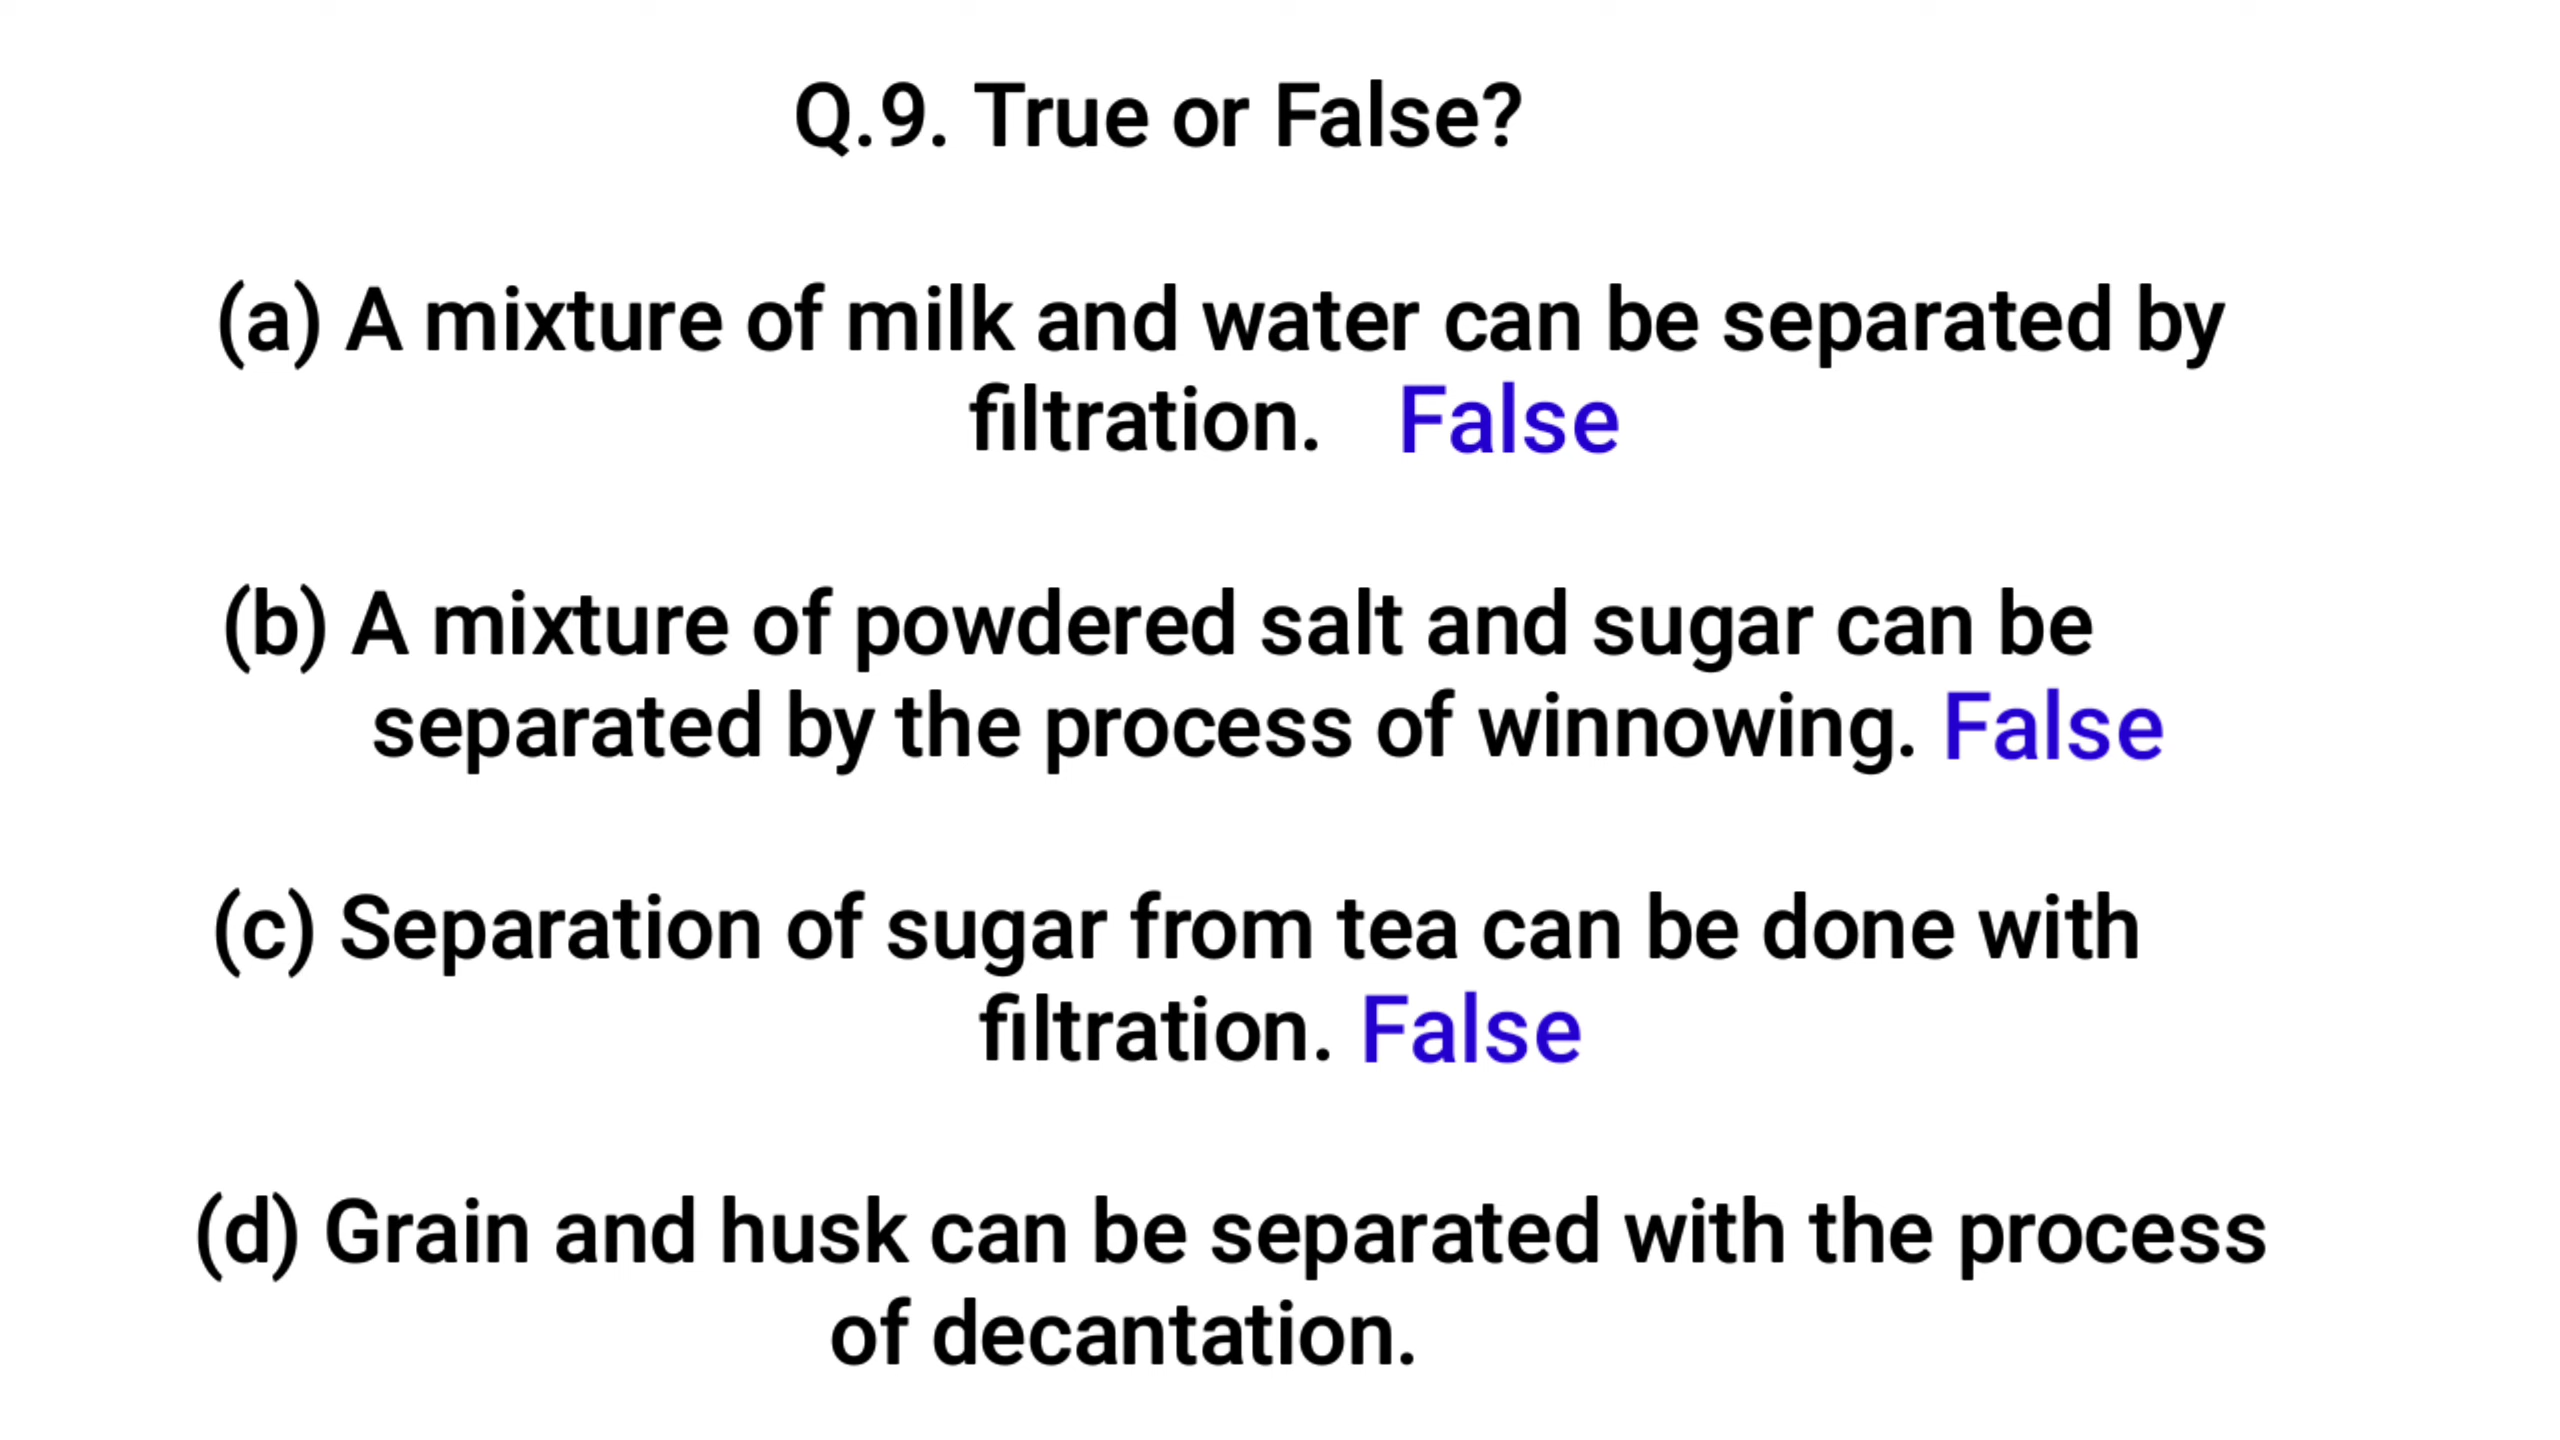 Q.9. True or False?
(a) A mixture of milk and water can be separated by
filtration. False
(b) A mixture of powdered salt and sugar can be
separated by the process of winnowing. False
(c) Separation of sugar from tea can be done with
filtration. False
(d) Grain and husk can be separated with the process
of decantation.